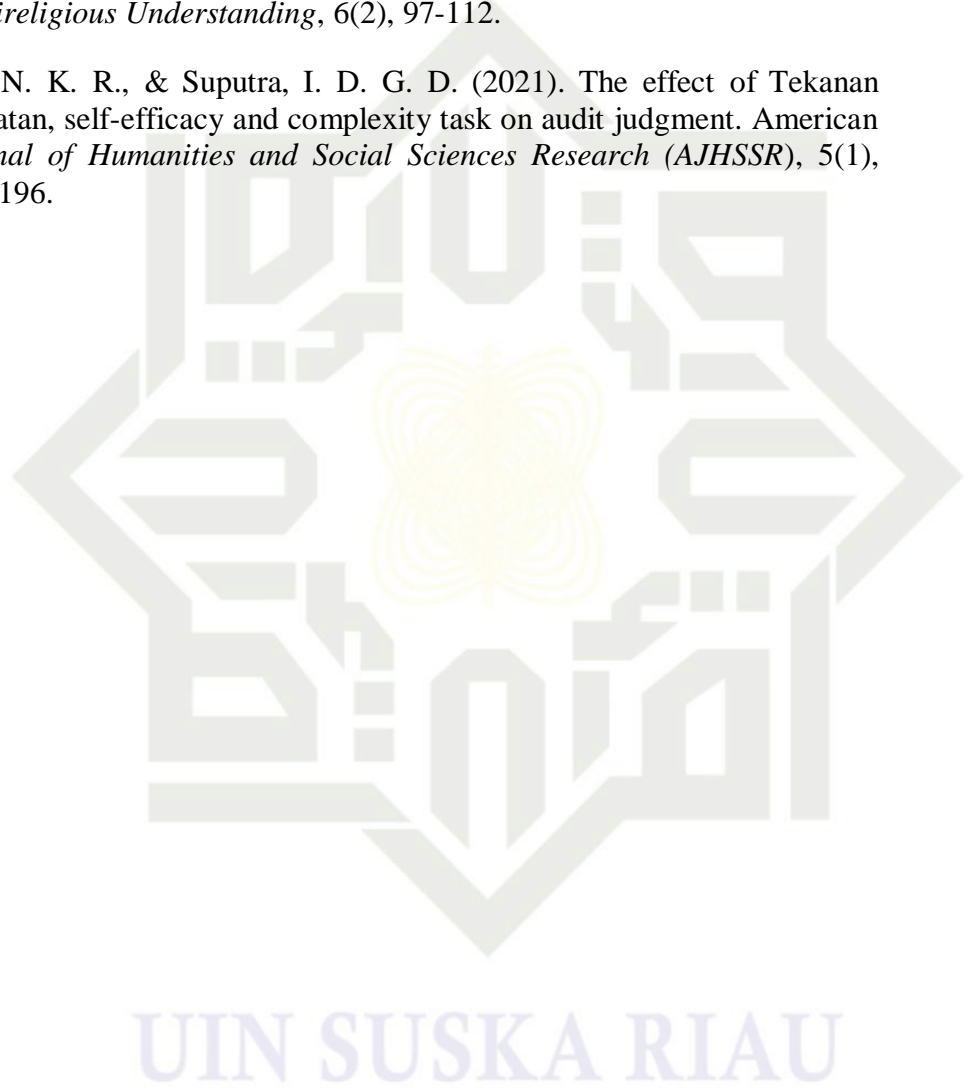 ireligious Understanding, 6(2), 97-112.
N. K. R., & Suputra, I. D. G. D. (2021). The effect of Tekanan
atan, self-efficacy and complexity task on audit judgment. American
nal of Humanities and Social Sciences Research (AJHSSR), 5(1),
196.
UIN SUSKA RIAU